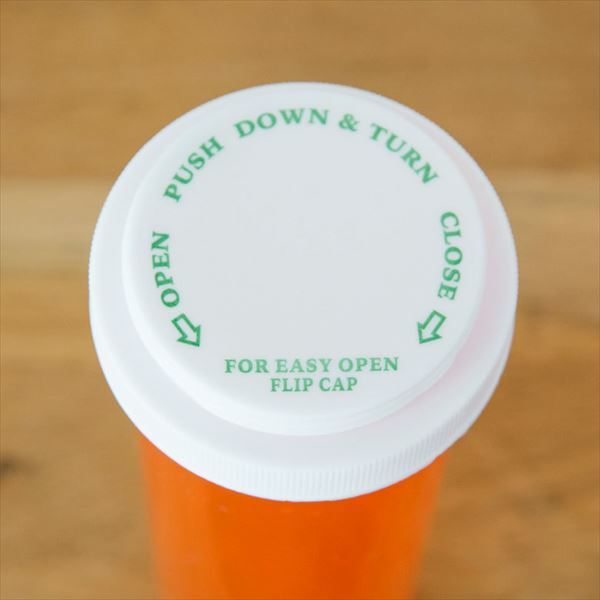 PUSH DOWN & TURN
OPEN
CLOSE
FOR EASY OPEN
FLIP CAP